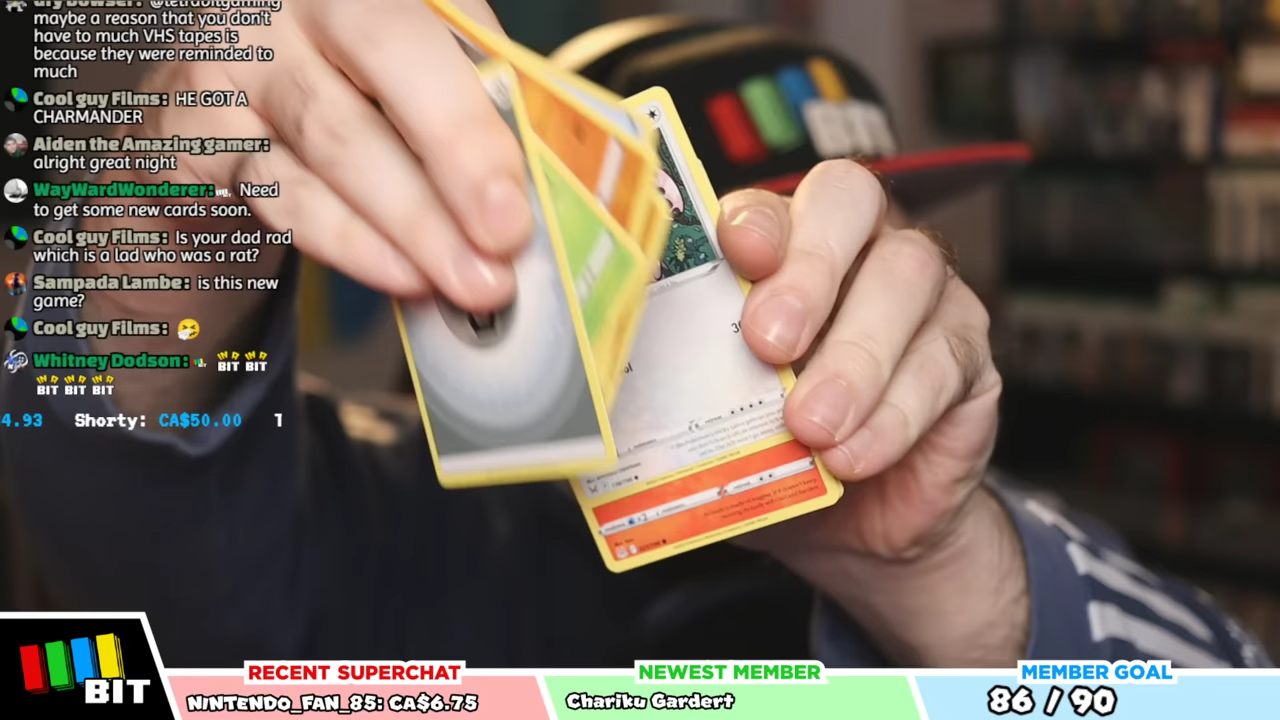 maybe a reason that you don't
have to much VHS tapes is
because they were reminded to
much
Cool guy Films: HE GOT A
CHARMANDER
Aiden the Amazing gamer:
alright great night
WayWardWonderer: Need
to get some new cards soon.
Cool guy Films: Is your dad rad
which is a lad who was a rat?
Sampada Lambe: is this new
game?
Cool guy Films:
Whitney Dodson: BIT BIT
BIT BIT BIT
4.93 Shorty: CA$50.00 1
BIT
RECENT SUPERCHAT
NINTENDO_FAN_85: CA$6.75
NEWEST MEMBER
Chariku Gardert
MEMBER GOAL
86 / 90